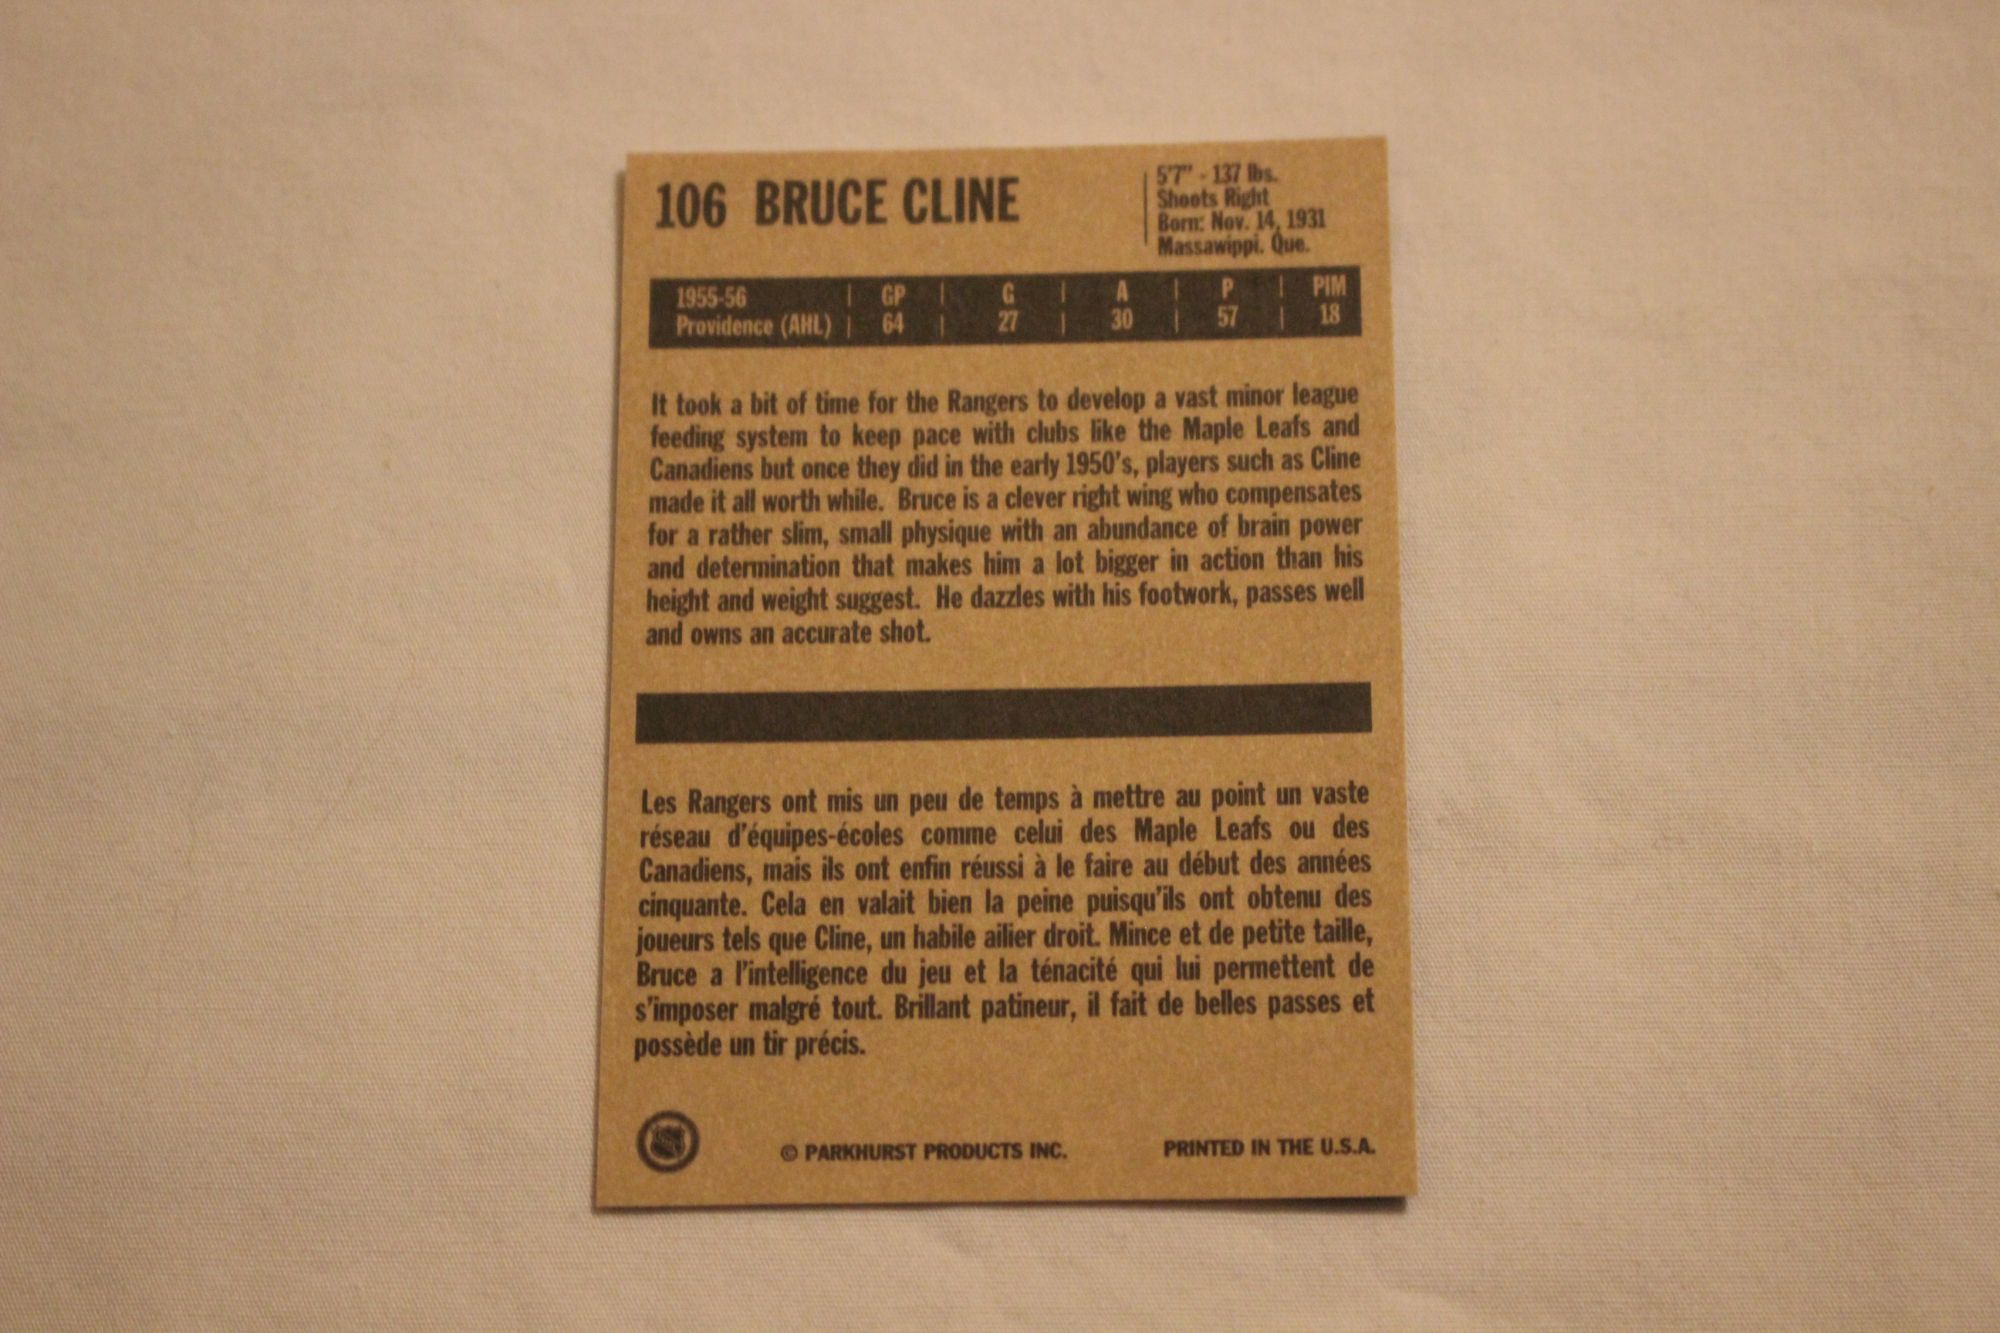 106 BRUCE CLINE
5'7" - 137 lbs.
Shoots Right
Born: Nov. 14, 1931
Massawippi. Que.
1955-56 | GP | G | A | P | PIM
Providence (AHL) | 64 | 27 | 30 | 57 | 18
It took a bit of time for the Rangers to develop a vast minor league
feeding system to keep pace with clubs like the Maple Leafs and
Canadiens but once they did in the early 1950's, players such as Cline
made it all worth while. Bruce is a clever right wing who compensates
for a rather slim, small physique with an abundance of brain power
and determination that makes him a lot bigger in action than his
height and weight suggest. He dazzles with his footwork, passes well
and owns an accurate shot.
Les Rangers ont mis un peu de temps à mettre au point un vaste
réseau d'équipes-écoles comme celui des Maple Leafs ou des
Canadiens, mais ils ont enfin réussi à le faire au début des années
cinquante. Cela en valait bien la peine puisqu'ils ont obtenu des
joueurs tels que Cline, un habile ailier droit. Mince et de petite taille,
Bruce a l'intelligence du jeu et la ténacité qui lui permettent de
s'imposer malgré tout. Brillant patineur, il fait de belles passes et
possède un tir précis.
© PARKHURST PRODUCTS INC. PRINTED IN THE U.S.A.